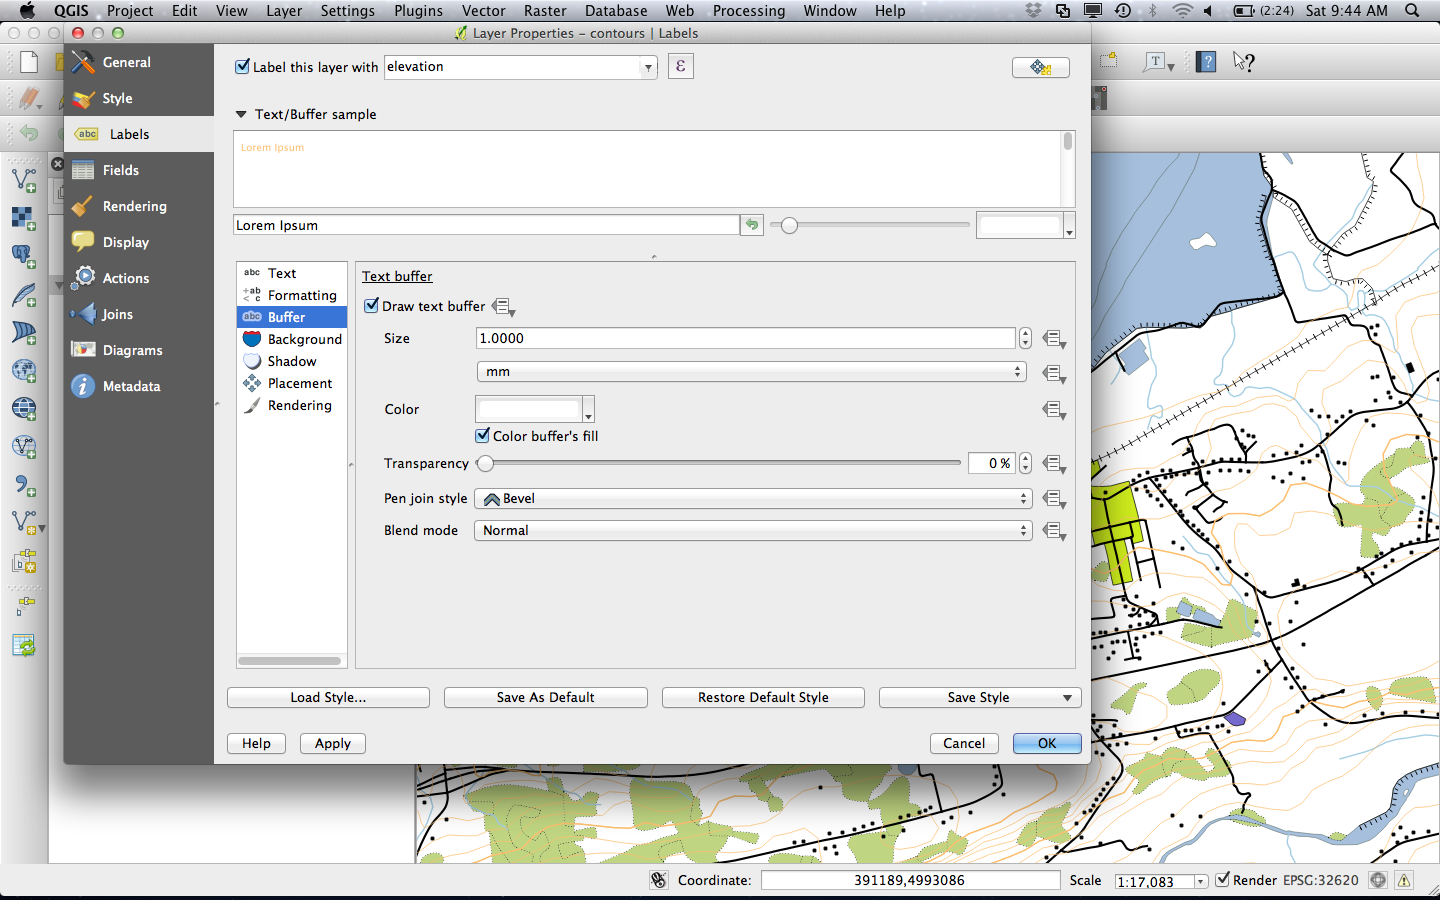 QGIS Project Edit View Layer Settings Plugins Vector Raster Database Web Processing Window Help (2:24) Sat 9:44 AM
Layer Properties – contours | Labels
General
Style
abc Labels
Fields
Rendering
Display
Actions
Joins
Diagrams
Metadata
Label this layer with elevation ε
Text/Buffer sample
Lorem Ipsum
Lorem Ipsum
abc Text
+ab < c Formatting
abc Buffer
Background
Shadow
Placement
Rendering
Text buffer
Draw text buffer
Size 1.0000
mm
Color
Color buffer's fill
Transparency 0 %
Pen join style Bevel
Blend mode Normal
Load Style... Save As Default Restore Default Style Save Style
Help Apply Cancel OK
T ? ?
Coordinate: 391189,4993086 Scale 1:17,083 Render EPSG:32620